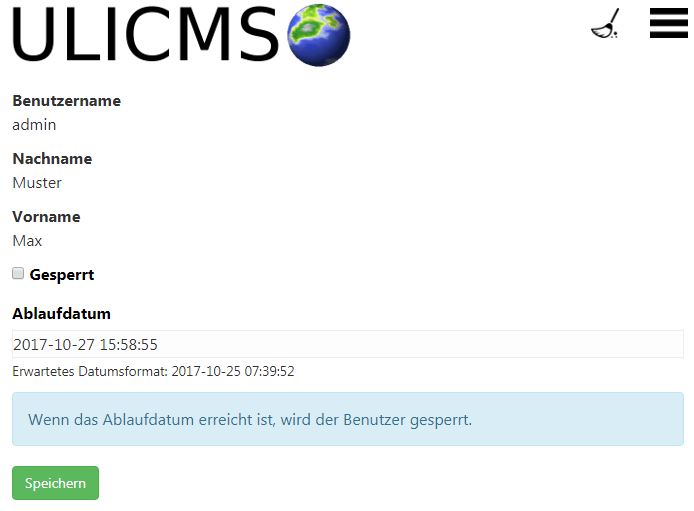 ULICMS
Benutzername
admin
Nachname
Muster
Vorname
Max
Gesperrt
Ablaufdatum
2017-10-27 15:58:55
Erwartetes Datumsformat: 2017-10-25 07:39:52
Wenn das Ablaufdatum erreicht ist, wird der Benutzer gesperrt.
Speichern